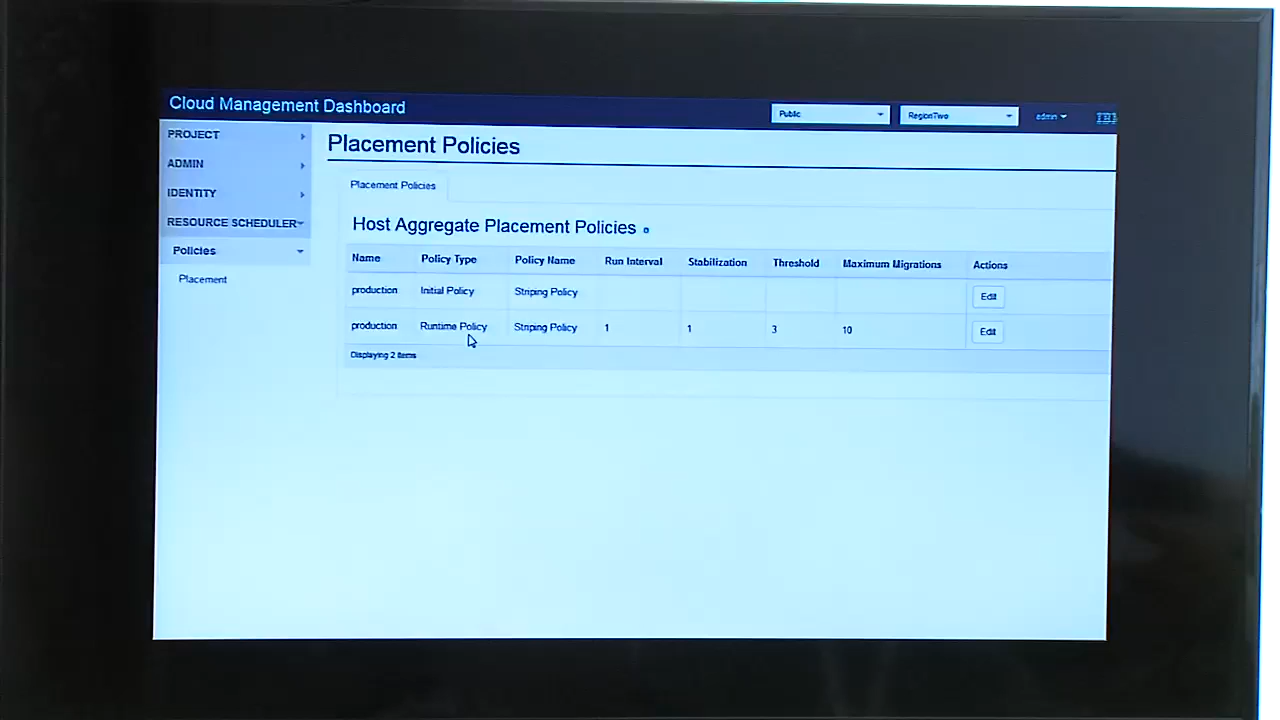 Cloud Management Dashboard Public RegionTwo admin IBM
PROJECT
ADMIN
IDENTITY
RESOURCE SCHEDULER
Policies
Placement
Placement Policies
Placement Policies
Host Aggregate Placement Policies
Name Policy Type Policy Name Run Interval Stabilization Threshold Maximum Migrations Actions
production Initial Policy Striping Policy Edit
production Runtime Policy Striping Policy 1 1 3 10 Edit
Displaying 2 items